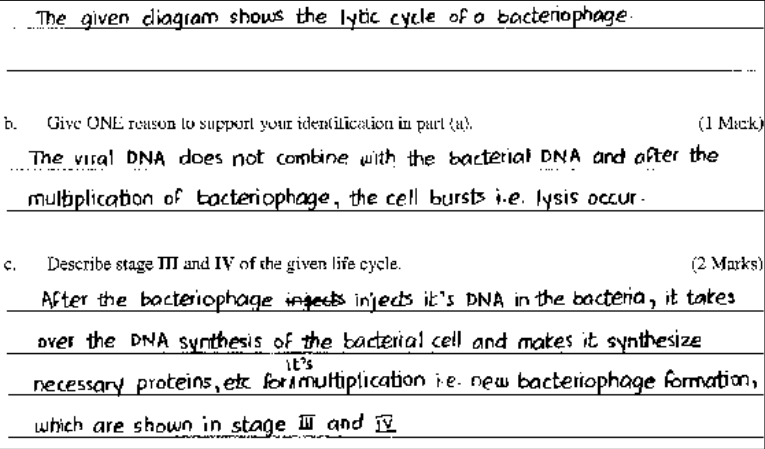 The given diagram shows the lytic cycle of a bacteriophage.
b. Give ONE reason to support your identification in part (a). (1 Mark)
The viral DNA does not combine with the bacterial DNA and after the
multiplication of bacteriophage, the cell bursts i.e. lysis occur.
c. Describe stage III and IV of the given life cycle. (2 Marks)
After the bacteriophage injects injects it's DNA in the bacteria, it takes
over the DNA synthesis of the bacterial cell and makes it synthesize
necessary proteins, etc for it's multiplication i.e. new bacteriophage formation,
which are shown in stage III and IV